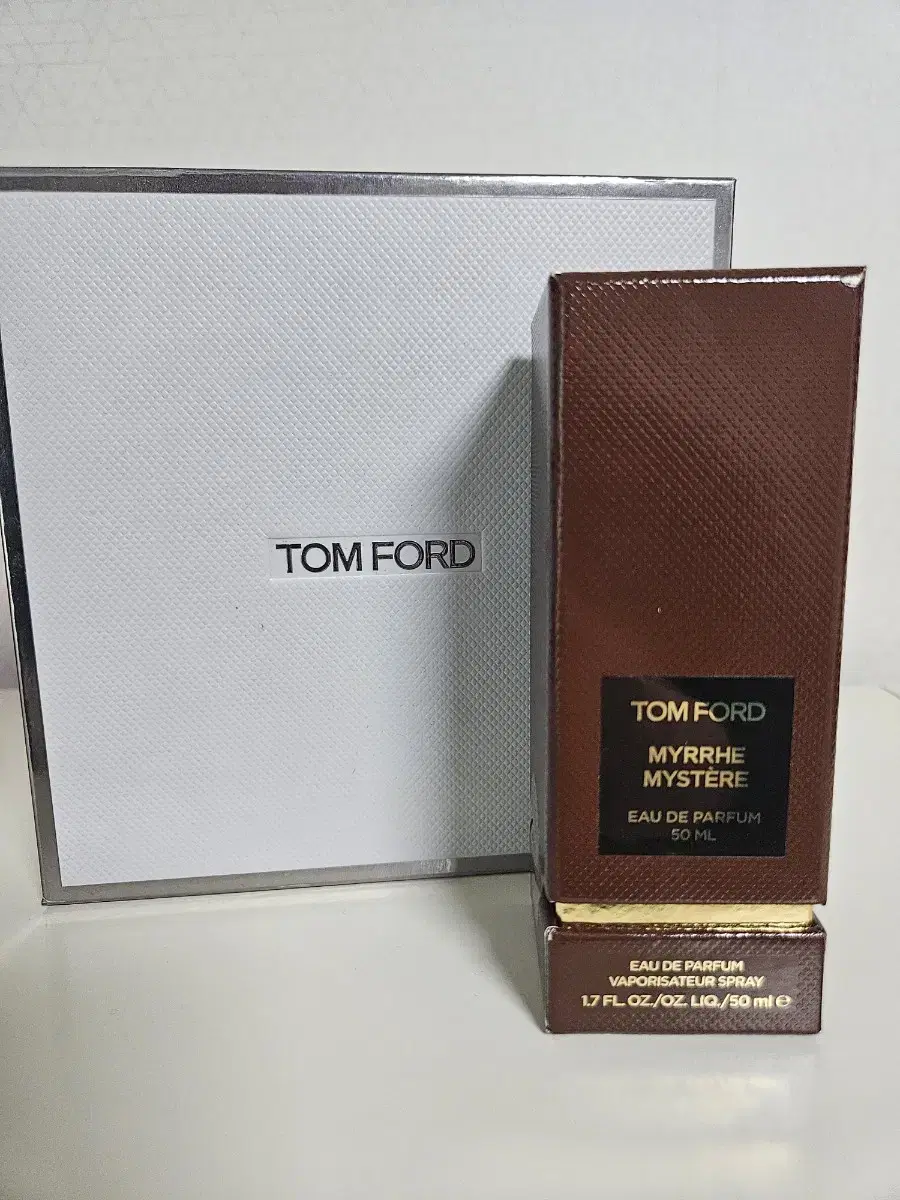 TOM FORD
TOM FORD
MYRRHE
MYSTÈRE
EAU DE PARFUM
50 ML
EAU DE PARFUM
VAPORISATEUR SPRAY
1.7 FL. OZ./OZ. LIQ./50 ml ℮